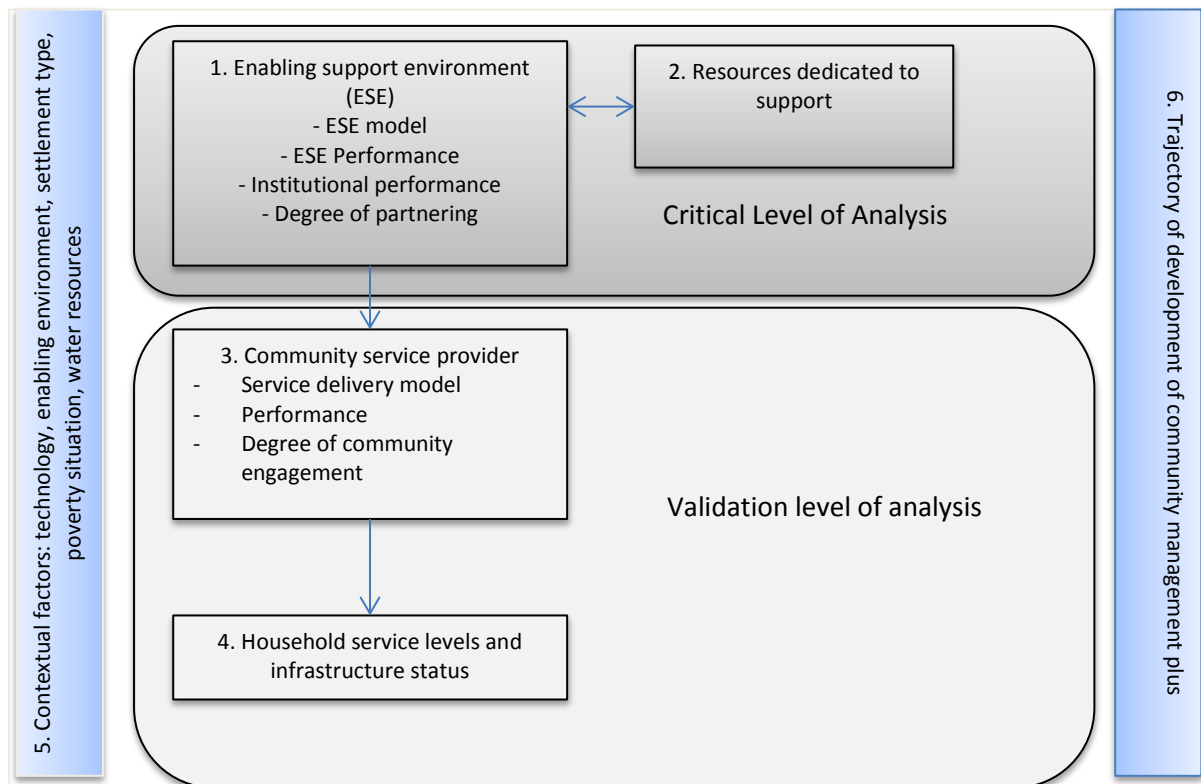 5. Contextual factors: technology, enabling environment, settlement type,
poverty situation, water resources
1. Enabling support environment
(ESE)
- ESE model
- ESE Performance
- Institutional performance
- Degree of partnering
2. Resources dedicated to
support
Critical Level of Analysis
3. Community service provider
- Service delivery model
- Performance
- Degree of community
engagement
Validation level of analysis
4. Household service levels and
infrastructure status
6. Trajectory of development of community management plus